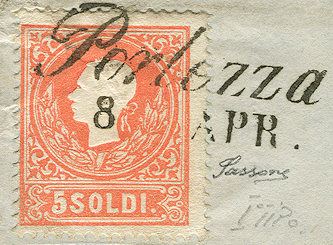 Porlezza
8 APR.
Sassone
5 SOLDI.